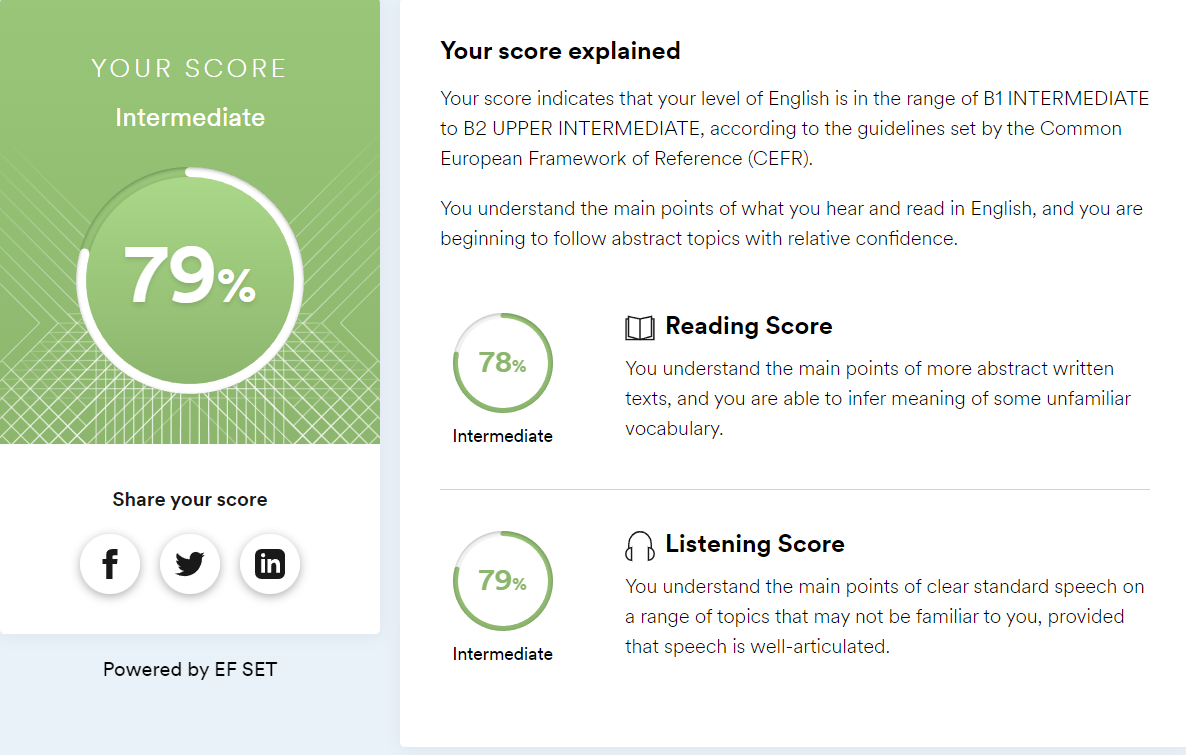 YOUR SCORE
Intermediate
79%
Share your score
Powered by EF SET
Your score explained
Your score indicates that your level of English is in the range of B1 INTERMEDIATE
to B2 UPPER INTERMEDIATE, according to the guidelines set by the Common
European Framework of Reference (CEFR).
You understand the main points of what you hear and read in English, and you are
beginning to follow abstract topics with relative confidence.
78%
Intermediate
Reading Score
You understand the main points of more abstract written
texts, and you are able to infer meaning of some unfamiliar
vocabulary.
79%
Intermediate
Listening Score
You understand the main points of clear standard speech on
a range of topics that may not be familiar to you, provided
that speech is well-articulated.